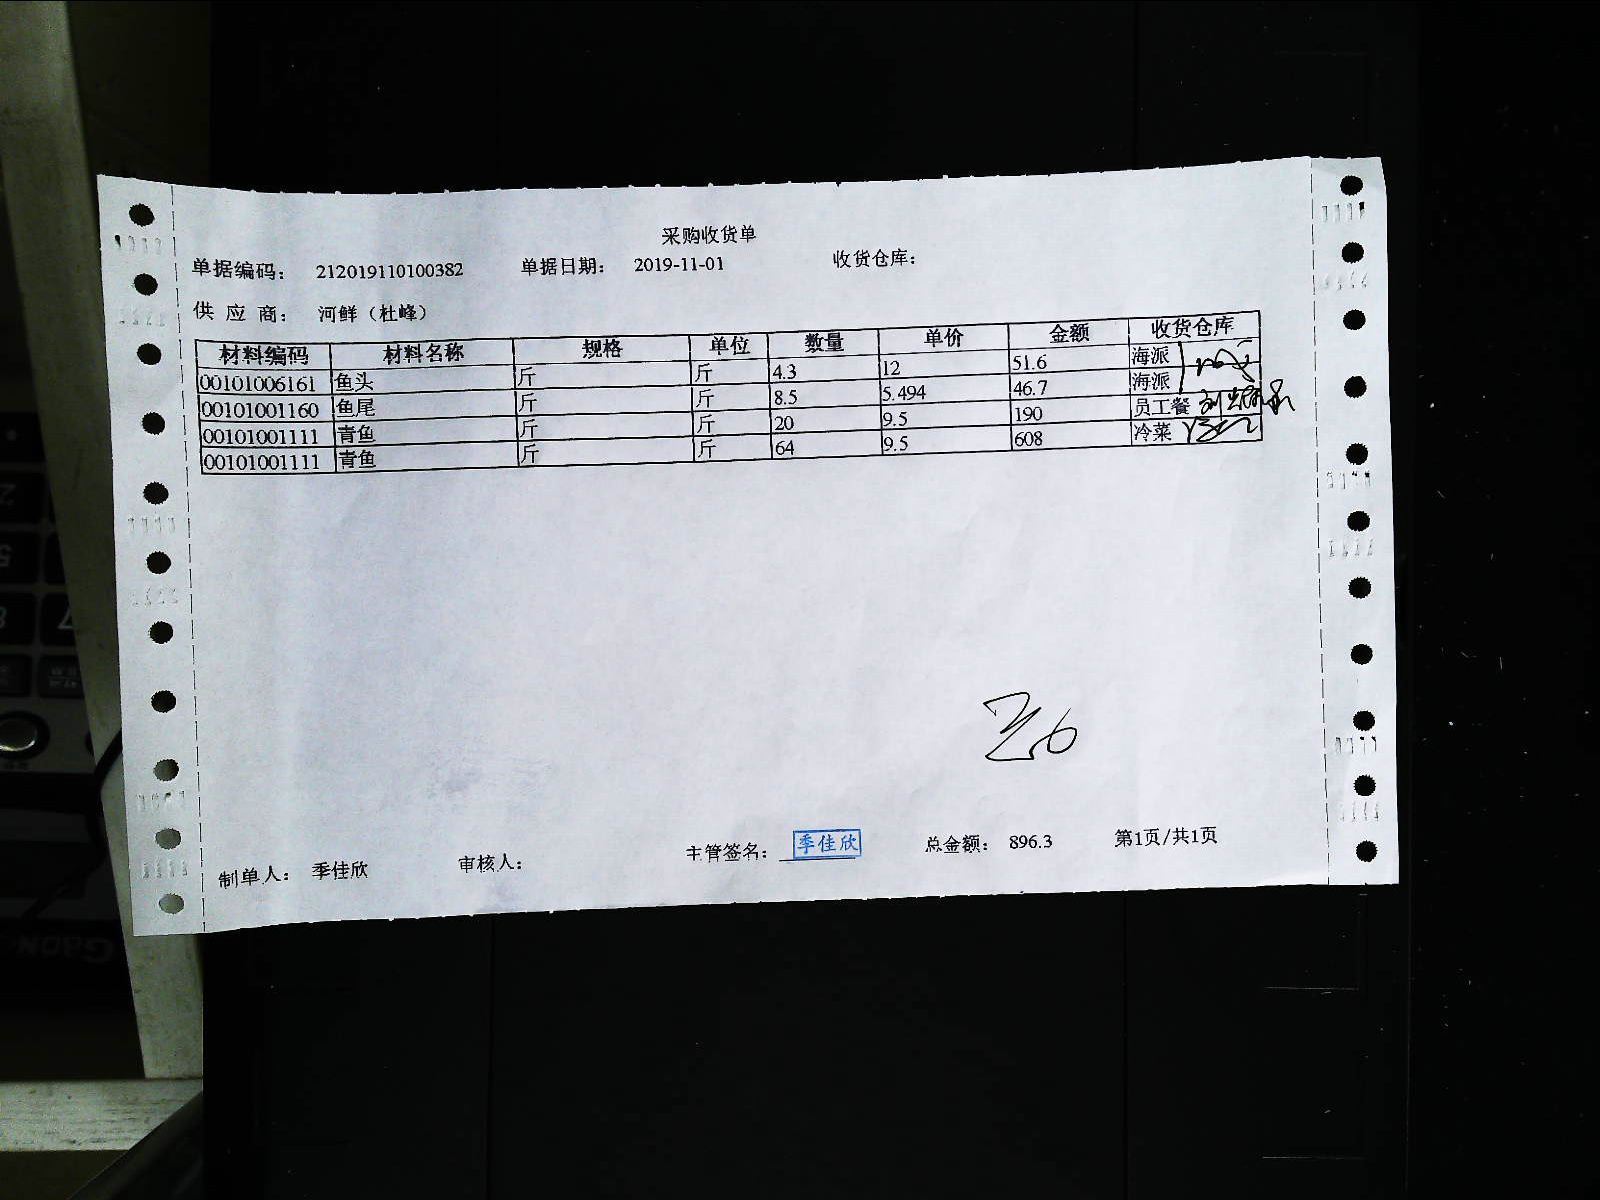 采购收货单
单据编码： 212019110100382 单据日期： 2019-11-01 收货仓库：
供 应 商： 河鲜（杜峰）
材料编码 材料名称 规格 单位 数量 单价 金额 收货仓库
00101006161 鱼头 斤 斤 4.3 12 51.6 海派
00101001160 鱼尾 斤 斤 8.5 5.494 46.7 海派
00101001111 青鱼 斤 斤 20 9.5 190 员工餐
00101001111 青鱼 斤 斤 64 9.5 608 冷菜
制单人： 季佳欣 审核人： 主管签名： 季佳欣 总金额： 896.3 第1页/共1页